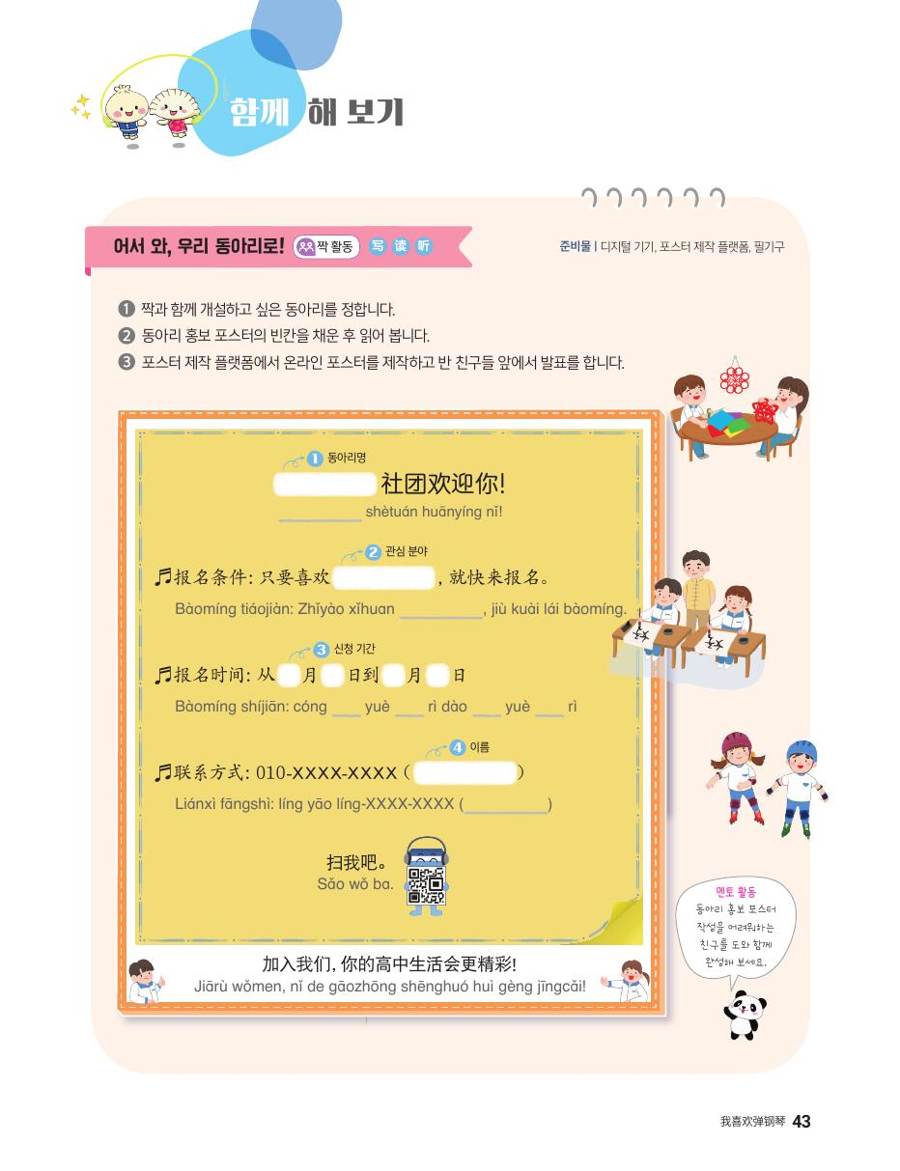 함께 해 보기
어서 와, 우리 동아리로! 짝 활동 写 读 听
준비물 | 디지털 기기, 포스터 제작 플랫폼, 필기구
1 짝과 함께 개설하고 싶은 동아리를 정합니다.
2 동아리 홍보 포스터의 빈칸을 채운 후 읽어 봅니다.
3 포스터 제작 플랫폼에서 온라인 포스터를 제작하고 반 친구들 앞에서 발표를 합니다.
1 동아리명
社团欢迎你!
__________ shètuán huānyíng nǐ!
2 관심 분야
报名条件: 只要喜欢 , 就快来报名。
Bàomíng tiáojiàn: Zhǐyào xǐhuan __________, jiù kuài lái bàomíng.
3 신청 기간
报名时间: 从 月 日到 月 日
Bàomíng shíjiān: cóng ___ yuè ___ rì dào ___ yuè ___ rì
4 이름
联系方式: 010-XXXX-XXXX ( )
Liánxì fāngshì: líng yāo líng-XXXX-XXXX (__________)
扫我吧。
Sǎo wǒ ba.
加入我们, 你的高中生活会更精彩!
Jiārù wǒmen, nǐ de gāozhōng shēnghuó huì gèng jīngcǎi!
멘토 활동
동아리 홍보 포스터
작성을 어려워하는
친구를 도와 함께
완성해 보세요.
我喜欢弹钢琴 43